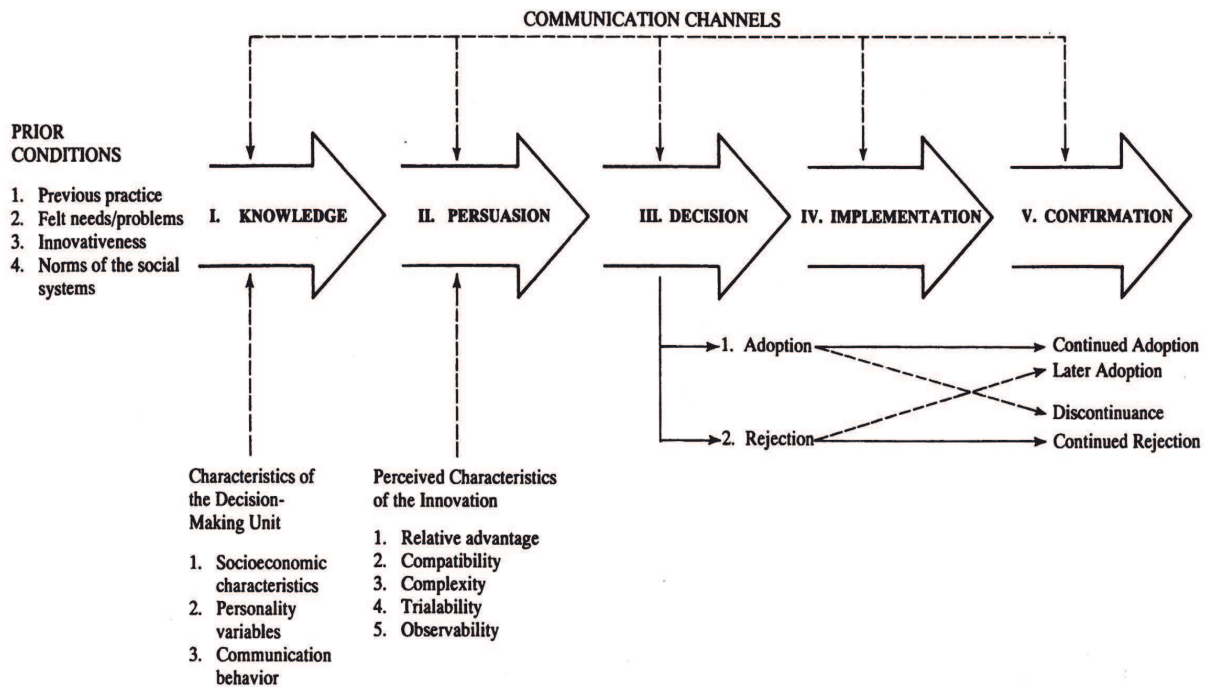 COMMUNICATION CHANNELS
PRIOR
CONDITIONS
1. Previous practice
2. Felt needs/problems
3. Innovativeness
4. Norms of the social
systems
I. KNOWLEDGE
II. PERSUASION
III. DECISION
IV. IMPLEMENTATION
V. CONFIRMATION
1. Adoption
2. Rejection
Continued Adoption
Later Adoption
Discontinuance
Continued Rejection
Characteristics of
the Decision-
Making Unit
1. Socioeconomic
characteristics
2. Personality
variables
3. Communication
behavior
Perceived Characteristics
of the Innovation
1. Relative advantage
2. Compatibility
3. Complexity
4. Trialability
5. Observability